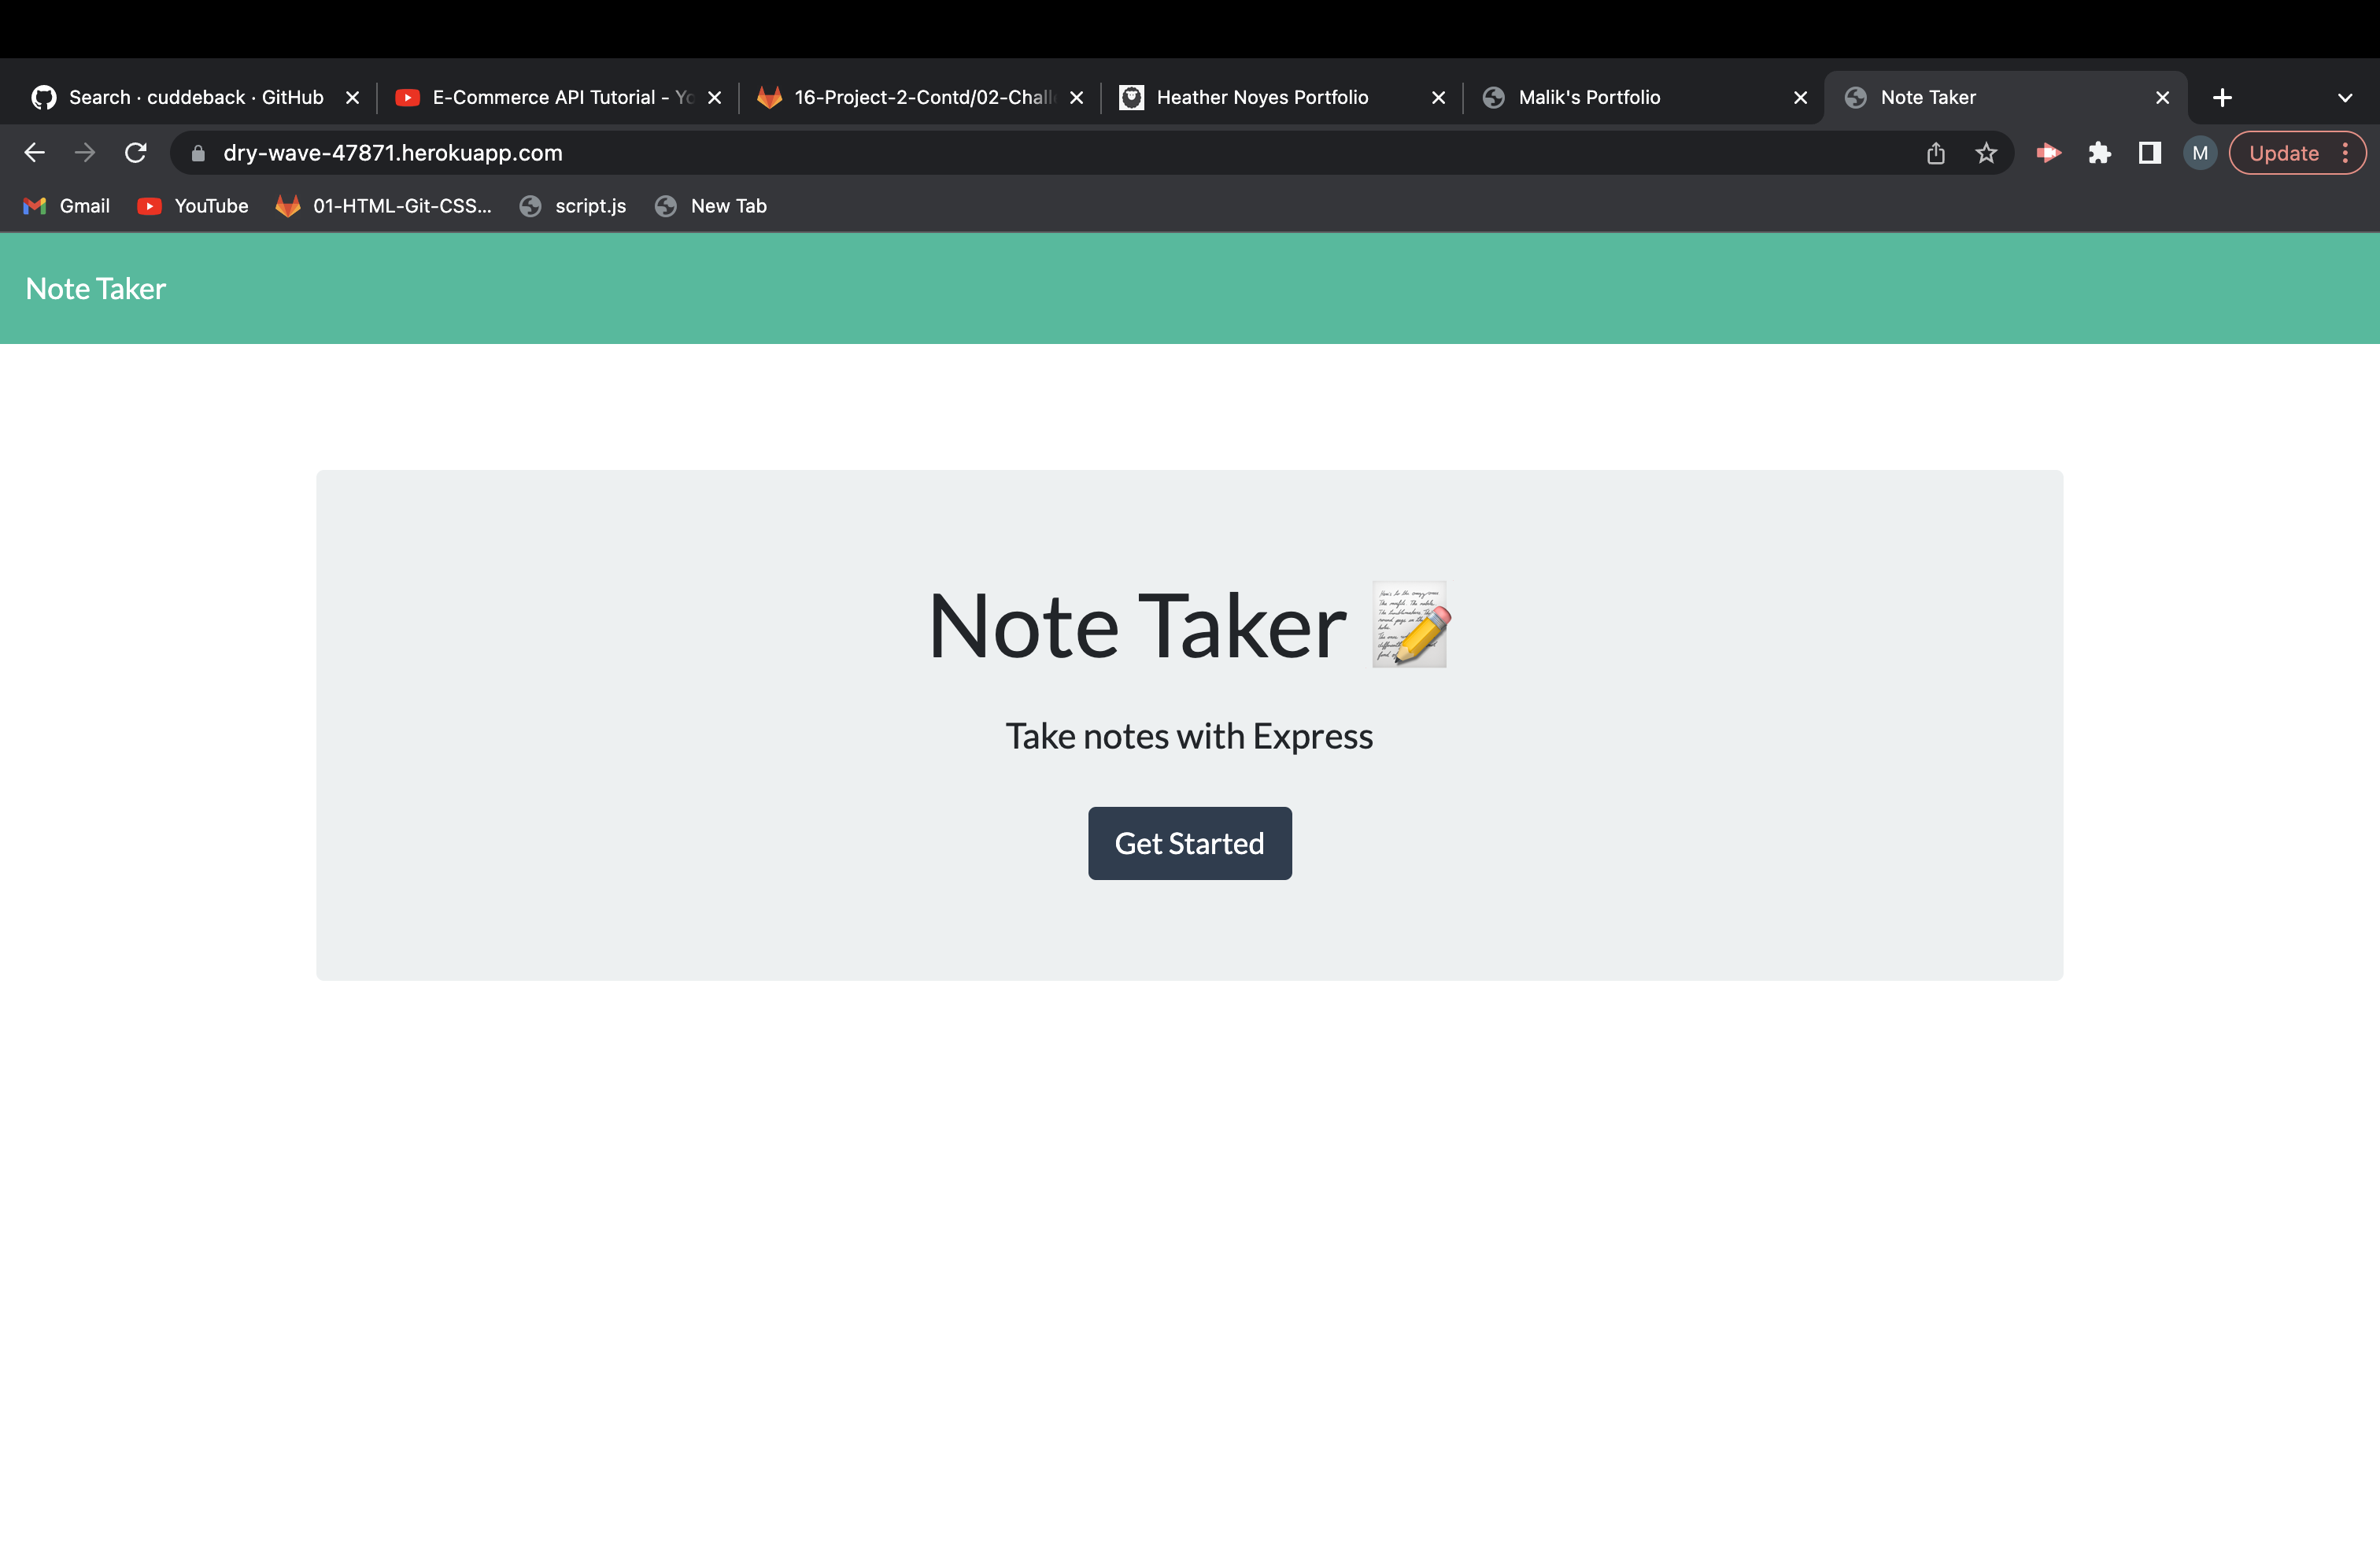 Search · cuddeback · GitHub
E-Commerce API Tutorial - Yo
16-Project-2-Contd/02-Chall
Heather Noyes Portfolio
Malik's Portfolio
Note Taker
dry-wave-47871.herokuapp.com
M
Update
Gmail
YouTube
01-HTML-Git-CSS...
script.js
New Tab
Note Taker
Note Taker
Take notes with Express
Get Started